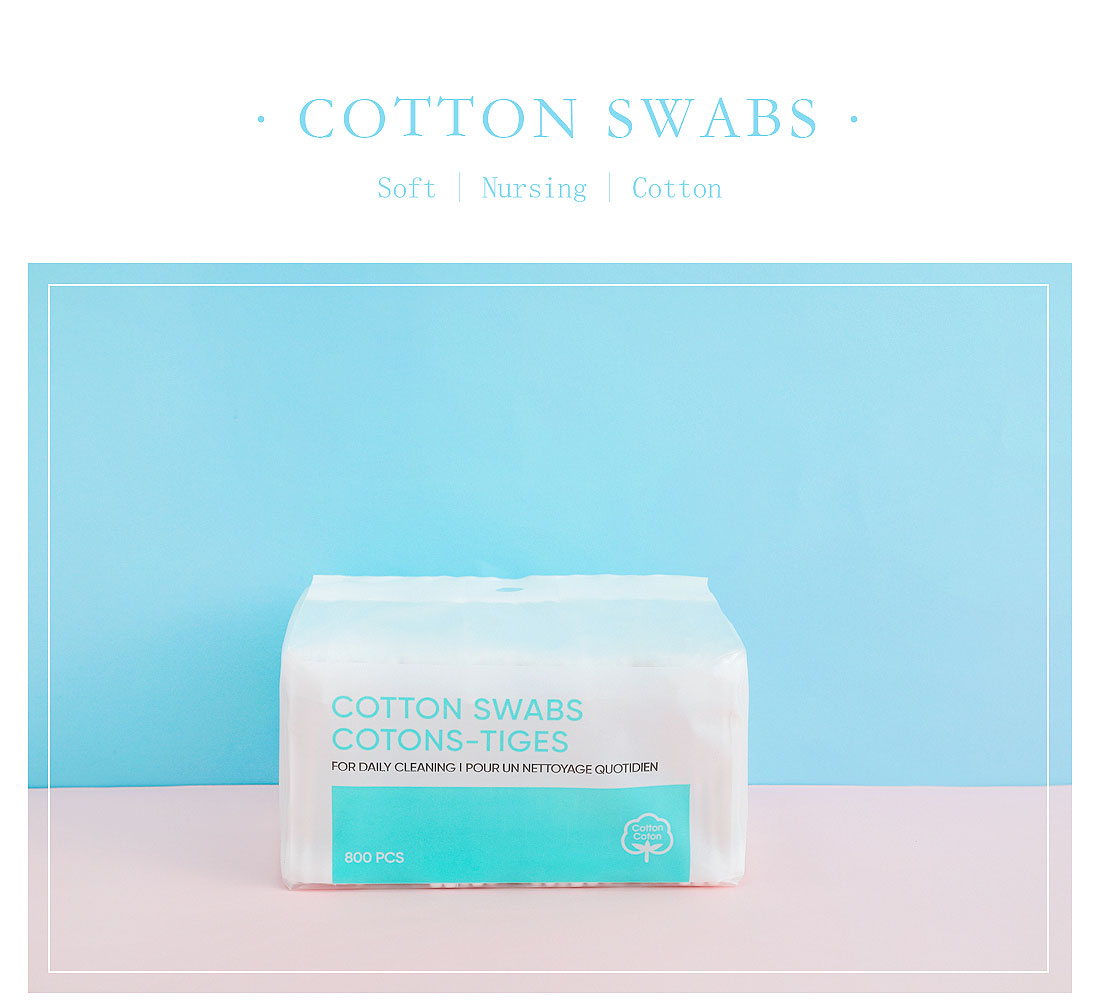 · COTTON SWABS ·
Soft | Nursing | Cotton
COTTON SWABS
COTONS-TIGES
FOR DAILY CLEANING | POUR UN NETTOYAGE QUOTIDIEN
Cotton
Coton
800 PCS